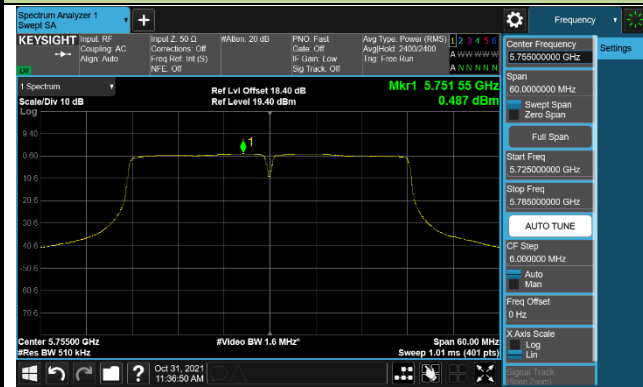 Spectrum Analyzer 1
Swept SA
+
Frequency
KEYSIGHT
Input: RF
Coupling: AC
Align: Auto
Input Z: 50 Ω
Corrections: Off
Freq Ref: Int (S)
NFE: Off
#Atten: 20 dB
PNO: Fast
Gate: Off
IF Gain: Low
Sig Track: Off
Avg Type: Power (RMS)
Avg|Hold: 2400/2400
Trig: Free Run
1 2 3 4 5 6
A W W W W W
A N N N N N
LXI
1 Spectrum
Scale/Div 10 dB
Log
Ref Lvl Offset 18.40 dB
Ref Level 19.40 dBm
Mkr1 5.751 55 GHz
0.487 dBm
9.40
-0.60
-10.6
-20.6
-30.6
-40.6
-50.6
-60.6
-70.6
1
Center 5.75500 GHz
#Res BW 510 kHz
#Video BW 1.6 MHz*
Span 60.00 MHz
Sweep 1.01 ms (401 pts)
Center Frequency
5.755000000 GHz
Settings
Span
60.0000000 MHz
Swept Span
Zero Span
Full Span
Start Freq
5.725000000 GHz
Stop Freq
5.785000000 GHz
AUTO TUNE
CF Step
6.000000 MHz
Auto
Man
Freq Offset
0 Hz
X Axis Scale
Log
Lin
Signal Track
(Span Zoom)
?
Oct 31, 2021
11:36:50 AM